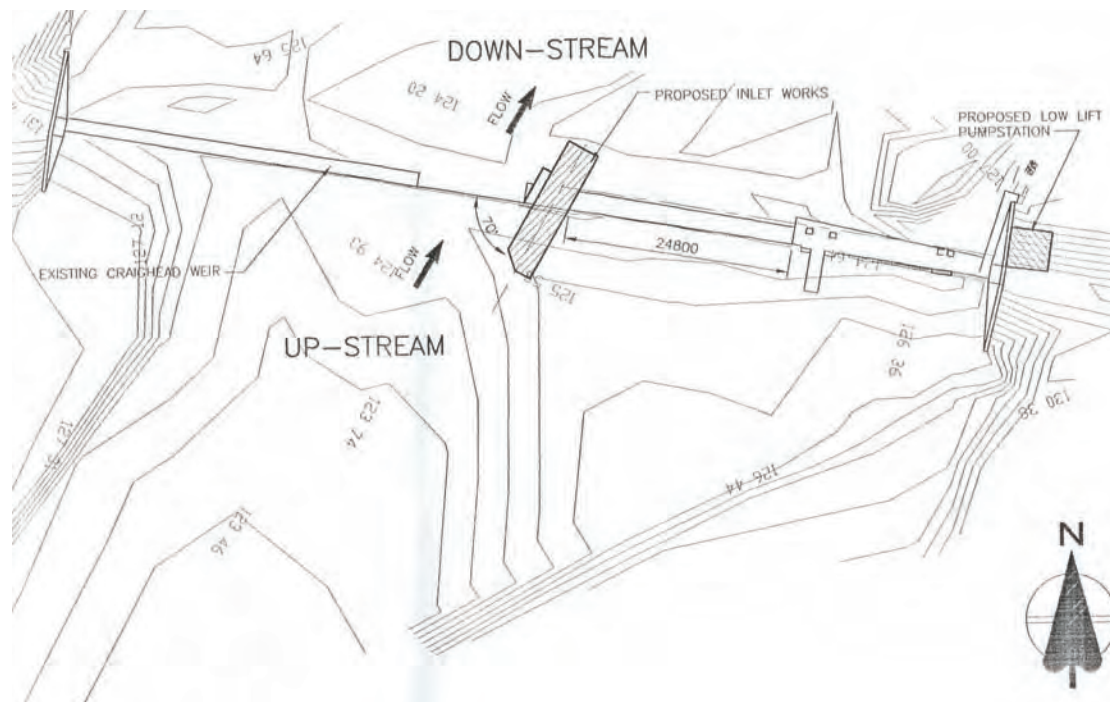 DOWN-STREAM
125 64
124 20
FLOW
PROPOSED INLET WORKS
PROPOSED LOW LIFT
PUMPSTATION
131
70°
24800
124 93
FLOW
EXISTING CRAIGHEAD WEIR
UP-STREAM
126 36
130 38
123 74
126 44
123 46
N